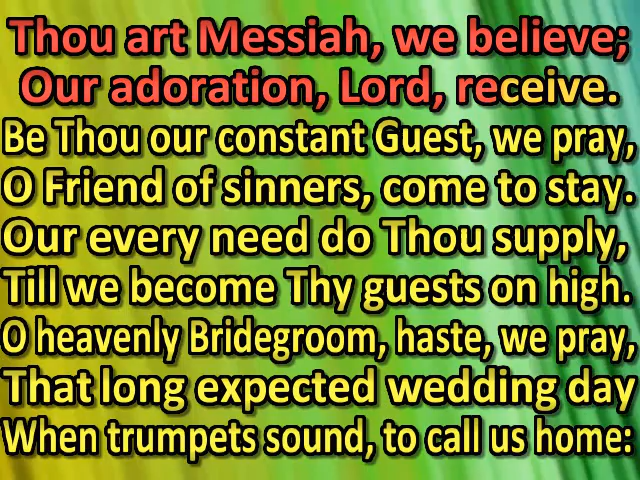 Thou art Messiah, we believe;
Our adoration, Lord, receive.
Be Thou our constant Guest, we pray,
O Friend of sinners, come to stay.
Our every need do Thou supply,
Till we become Thy guests on high.
O heavenly Bridegroom, haste, we pray,
That long expected wedding day
When trumpets sound, to call us home: